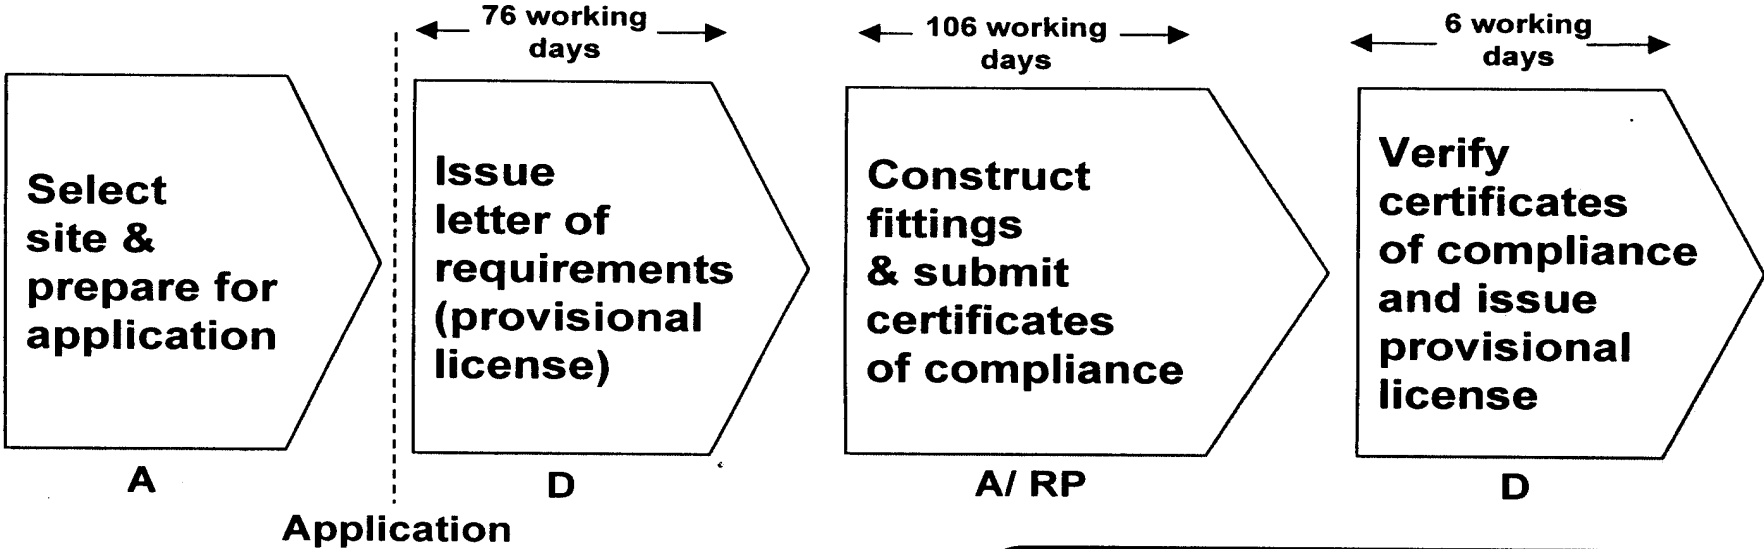 76 working
days
106 working
days
6 working
days
Select
site &
prepare for
application
Issue
letter of
requirements
(provisional
license)
Construct
fittings
& submit
certificates
of compliance
Verify
certificates
of compliance
and issue
provisional
license
A
D
A/ RP
D
Application